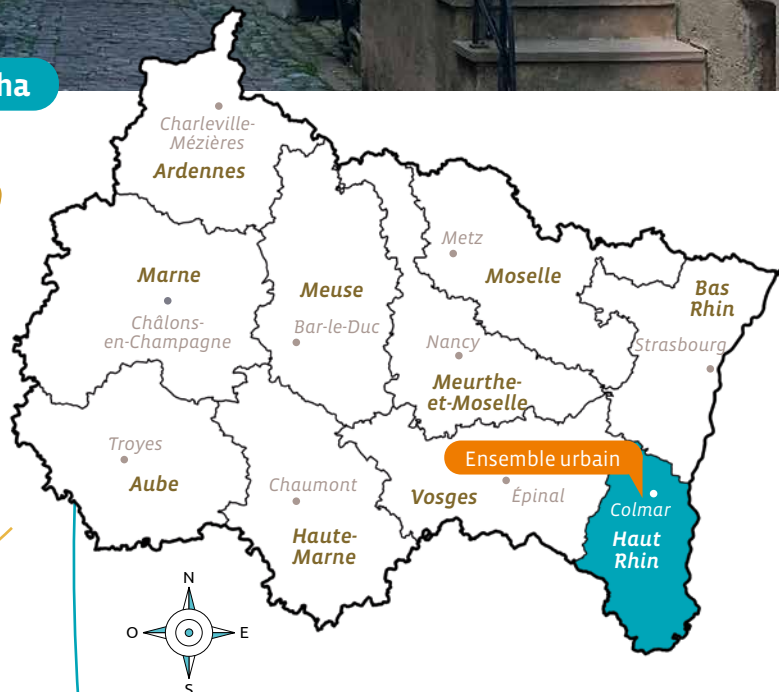 ha
Charleville-
Mézières
Ardennes
Metz
Marne
Meuse
Moselle
Bas
Rhin
Châlons-
en-Champagne
Bar-le-Duc
Nancy
Strasbourg
Meurthe-
et-Moselle
Troyes
Aube
Chaumont
Haute-
Marne
Vosges
Épinal
Ensemble urbain
Colmar
Haut
Rhin
N
O
E
S